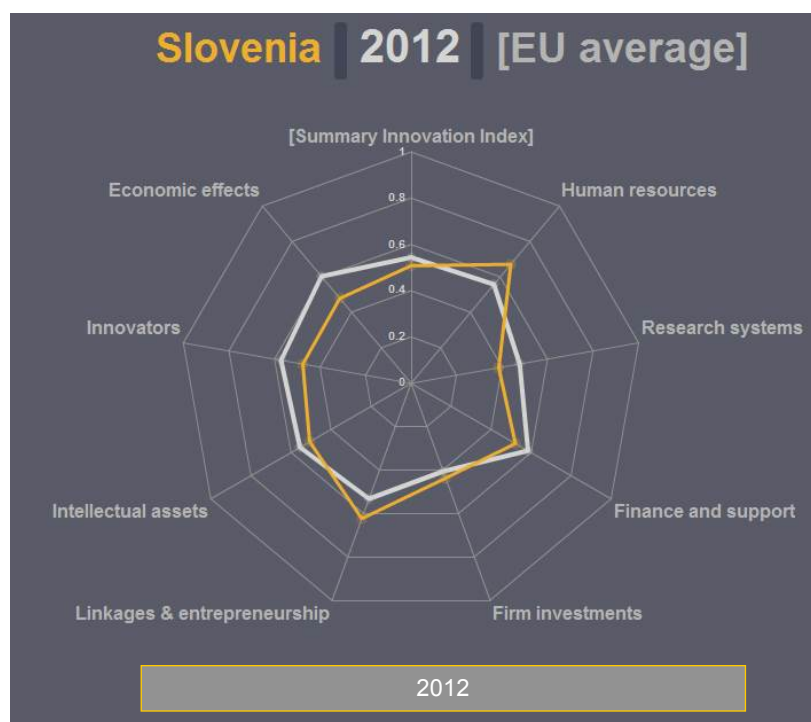 Slovenia 2012 [EU average]
[Summary Innovation Index]
1
Economic effects
Human resources
0.8
0.6
0.4
Innovators
Research systems
0.2
0
Intellectual assets
Finance and support
Linkages & entrepreneurship
Firm investments
2012